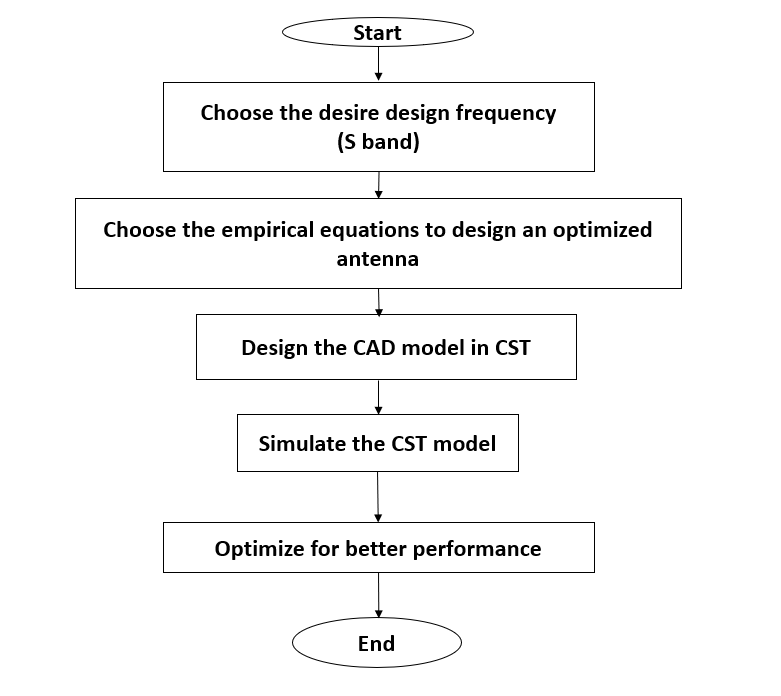 Start
Choose the desire design frequency
(S band)
Choose the empirical equations to design an optimized
antenna
Design the CAD model in CST
Simulate the CST model
Optimize for better performance
End